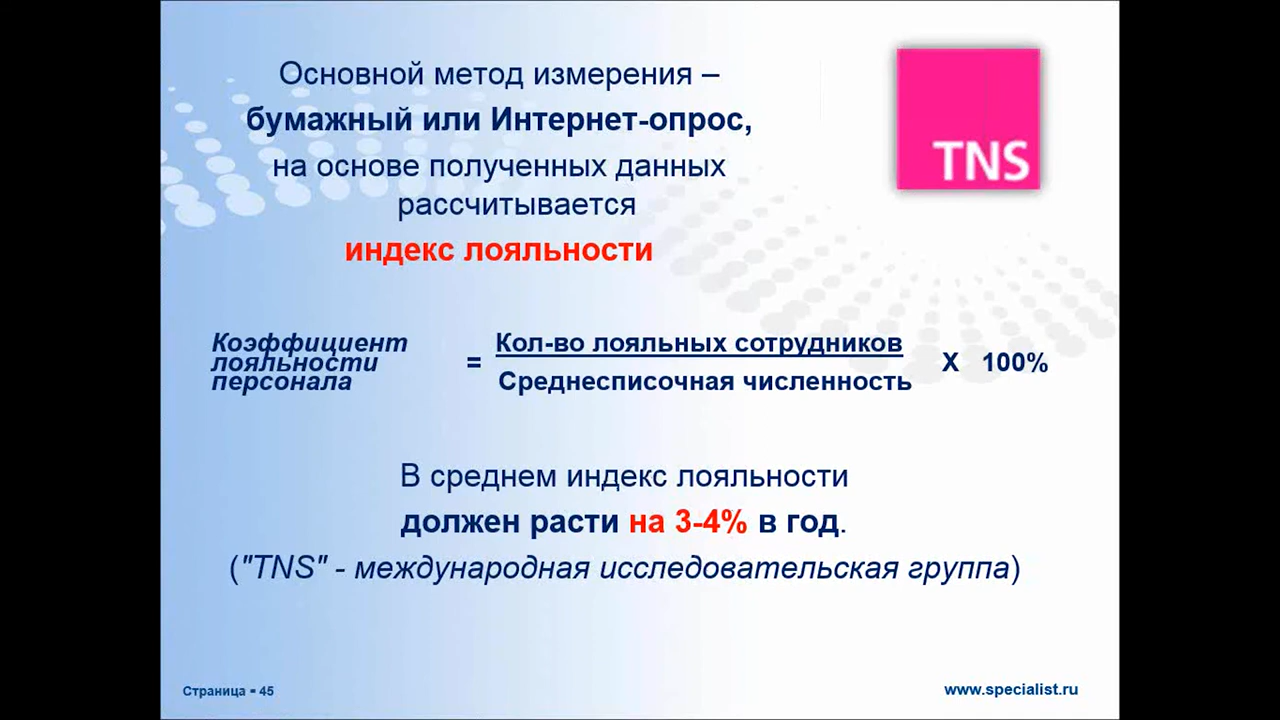 Основной метод измерения –
бумажный или Интернет-опрос,
на основе полученных данных
рассчитывается
индекс лояльности
TNS
Коэффициент
лояльности
персонала
=
Кол-во лояльных сотрудников
Среднесписочная численность
X 100%
В среднем индекс лояльности
должен расти на 3-4% в год.
("TNS" - международная исследовательская группа)
Страница - 45
www.specialist.ru